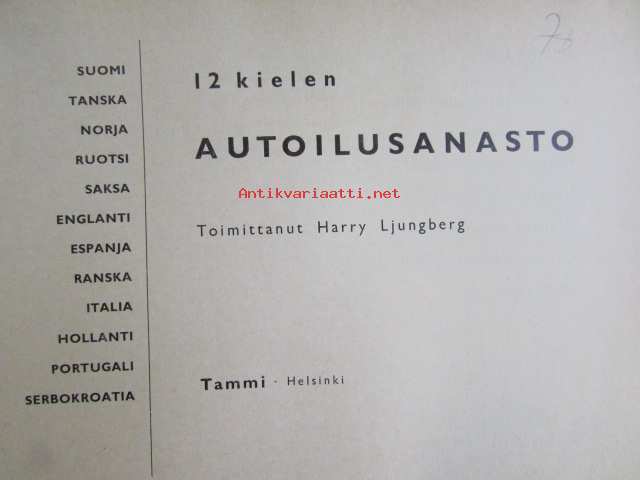 SUOMI
TANSKA
NORJA
RUOTSI
SAKSA
ENGLANTI
ESPANJA
RANSKA
ITALIA
HOLLANTI
PORTUGALI
SERBOKROATIA
12 kielen
AUTOILUSANASTO
Antikvariaatti.net
Toimittanut Harry Ljungberg
Tammi · Helsinki